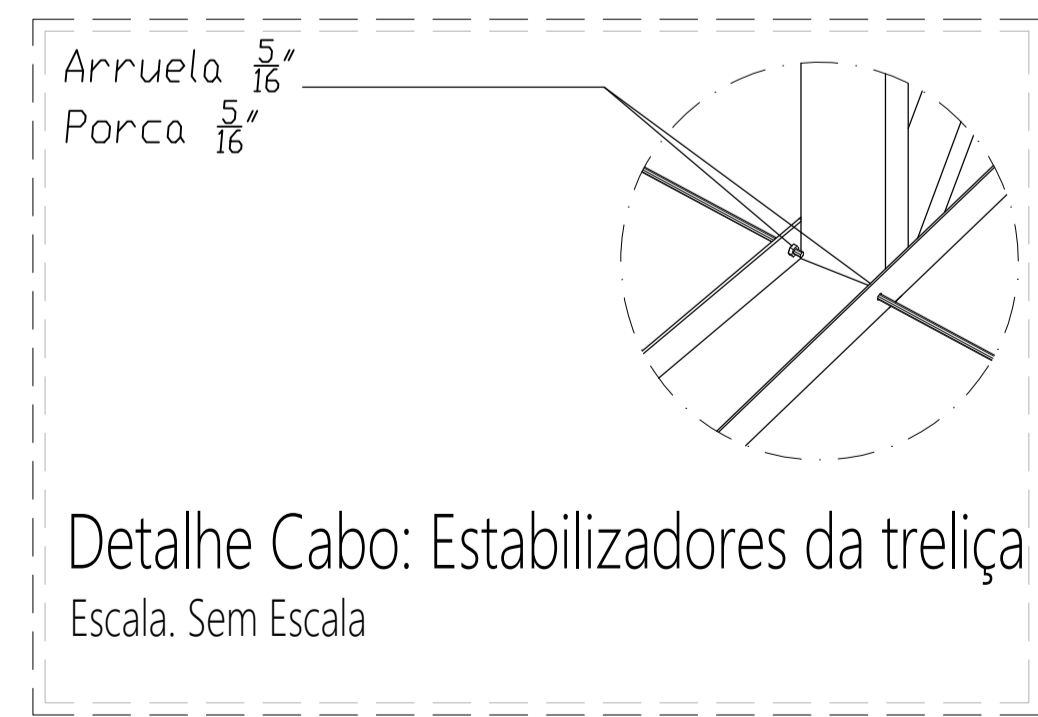 Arruela 5/16"
Porca 5/16"
Detalhe Cabo: Estabilizadores da treliça
Escala. Sem Escala